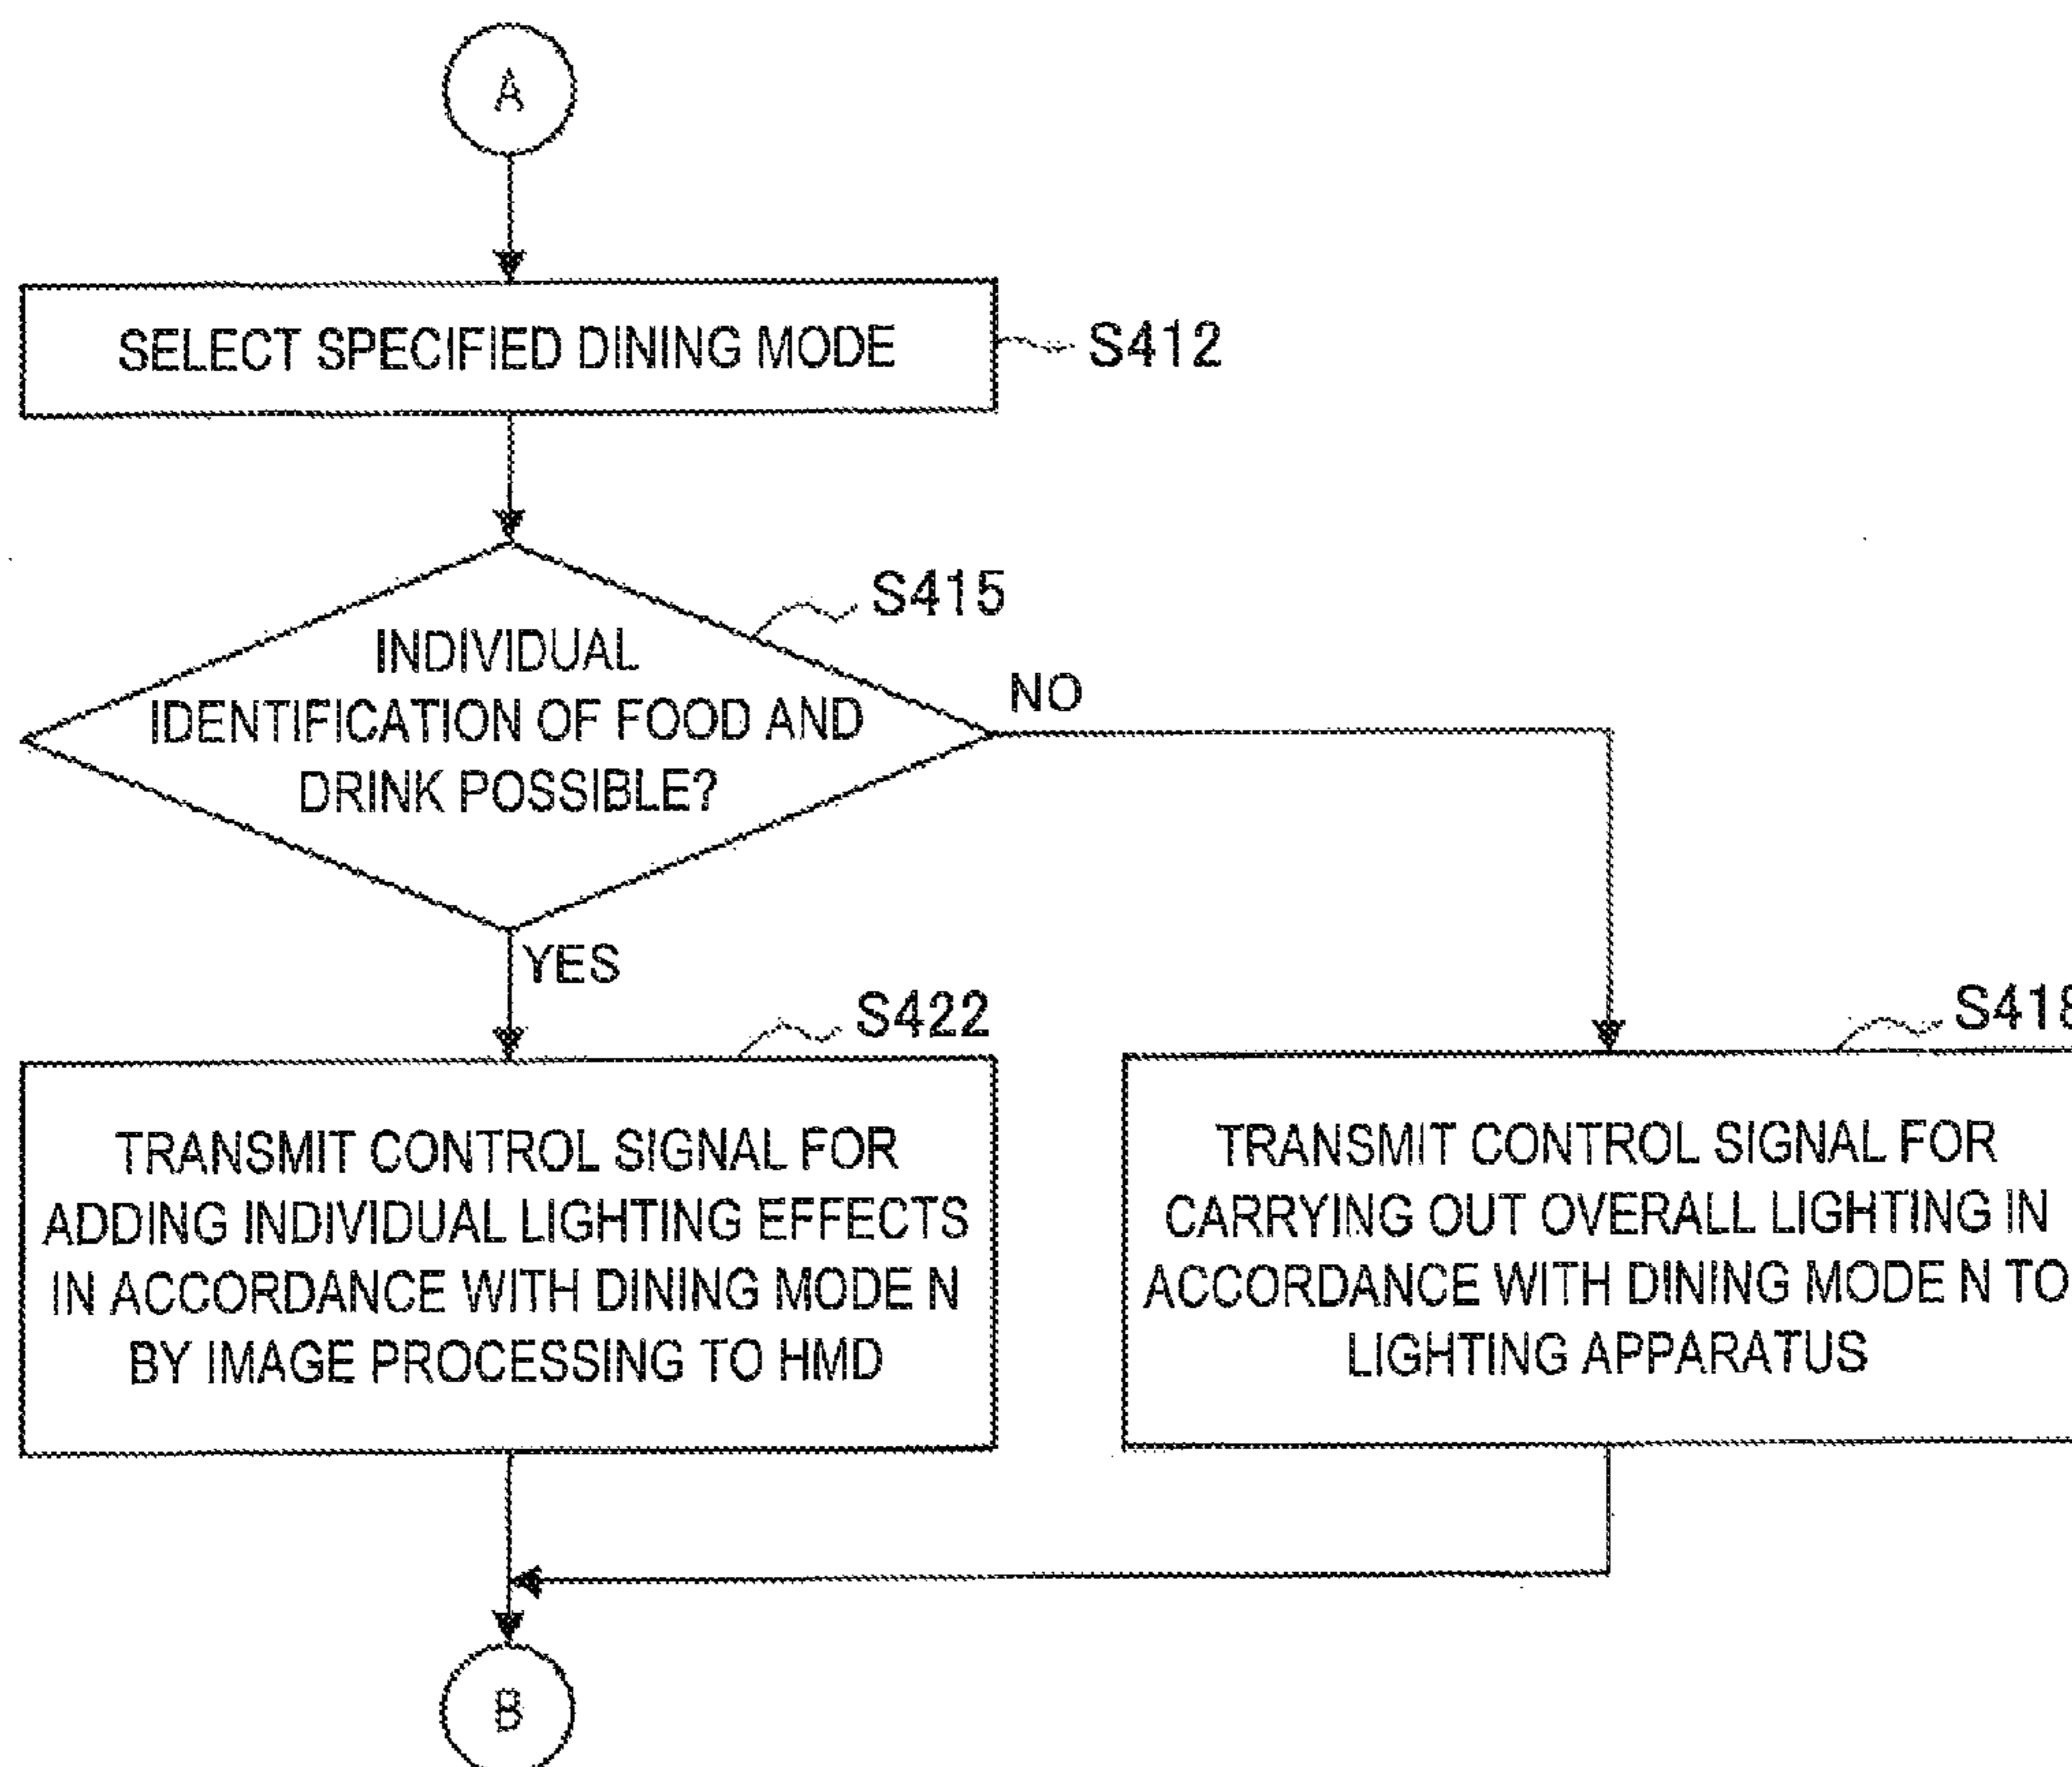 A
SELECT SPECIFIED DINING MODE
S412
S415
INDIVIDUAL
IDENTIFICATION OF FOOD AND
DRINK POSSIBLE?
NO
YES
S422
TRANSMIT CONTROL SIGNAL FOR
ADDING INDIVIDUAL LIGHTING EFFECTS
IN ACCORDANCE WITH DINING MODE N
BY IMAGE PROCESSING TO HMD
S418
TRANSMIT CONTROL SIGNAL FOR
CARRYING OUT OVERALL LIGHTING IN
ACCORDANCE WITH DINING MODE N TO
LIGHTING APPARATUS
B